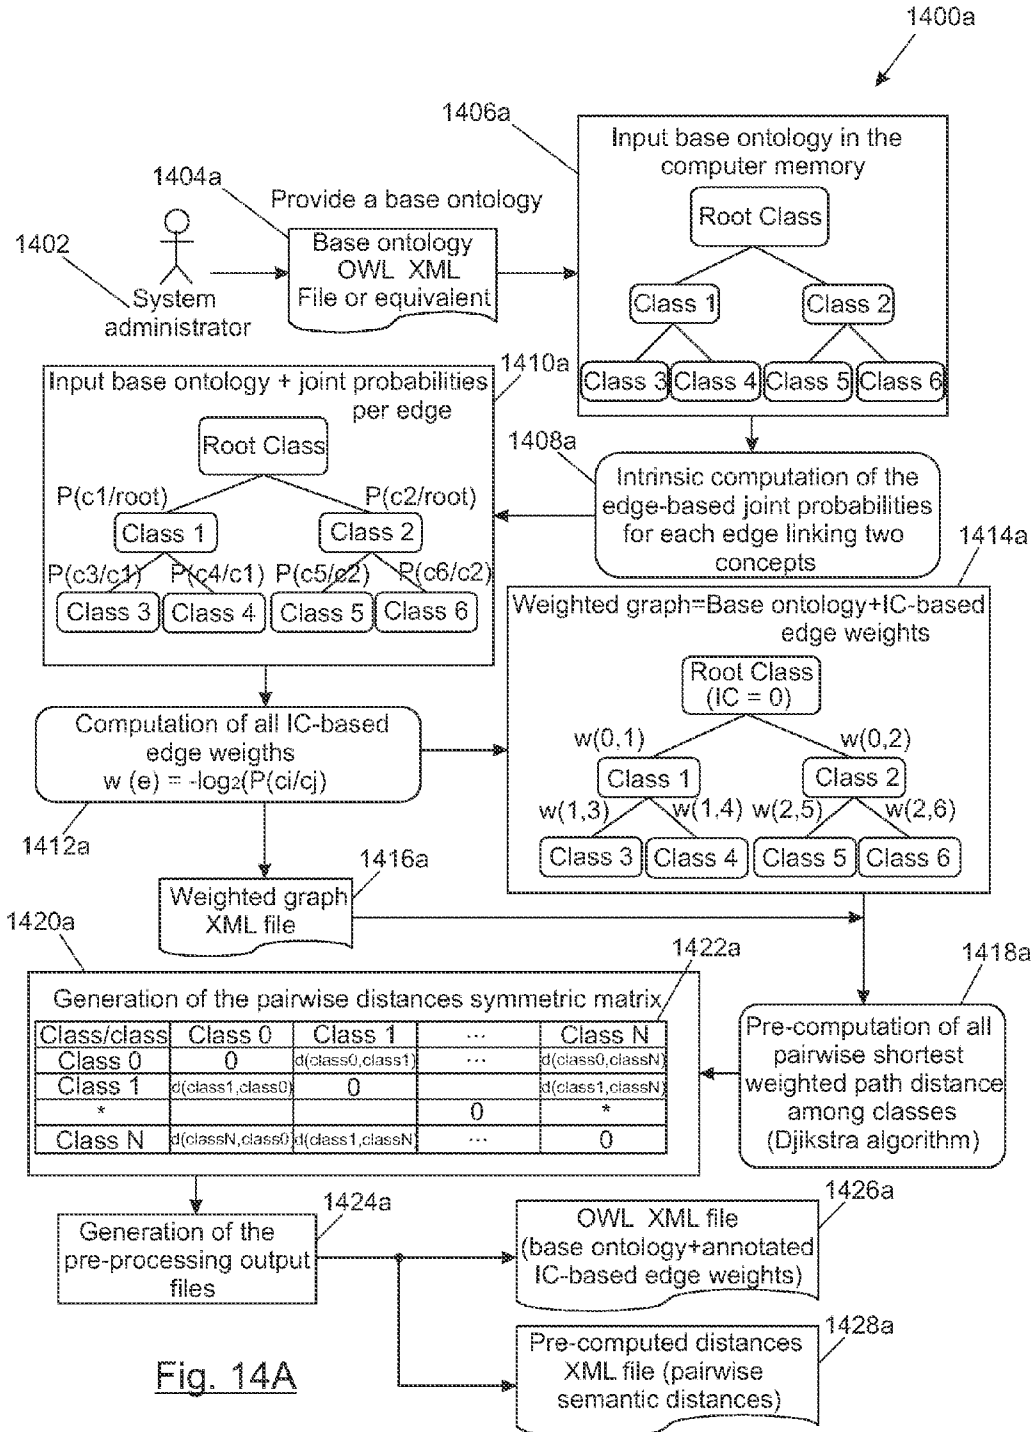 1400a
1406a
Input base ontology in the
computer memory
Root Class
Class 1
Class 2
Class 3
Class 4
Class 5
Class 6
1404a
Provide a base ontology
Base ontology
OWL XML
File or equivalent
1402
System
administrator
1410a
Input base ontology + joint probabilities
per edge
Root Class
P(c1/root)
P(c2/root)
Class 1
Class 2
P(c3/c1)
P(c4/c1)
P(c5/c2)
P(c6/c2)
Class 3
Class 4
Class 5
Class 6
1408a
Intrinsic computation of the
edge-based joint probabilities
for each edge linking two
concepts
1414a
Weighted graph=Base ontology+IC-based
edge weights
Root Class
(IC = 0)
w(0,1)
w(0,2)
Class 1
Class 2
w(1,3)
w(1,4)
w(2,5)
w(2,6)
Class 3
Class 4
Class 5
Class 6
Computation of all IC-based
edge weigths
w (e) = -log₂(P(ci/cj)
1412a
1416a
Weighted graph
XML file
1420a
1422a
Generation of the pairwise distances symmetric matrix
Class/class Class 0 Class 1 ... Class N
Class 0 0 d(class0,class1) ... d(class0,classN)
Class 1 d(class1,class0) 0 d(class1,classN)
* 0 *
Class N d(classN,class0 d(class1,classN) ... 0
1418a
Pre-computation of all
pairwise shortest
weighted path distance
among classes
(Djikstra algorithm)
1424a
Generation of the
pre-processing output
files
1426a
OWL XML file
(base ontology+annotated
IC-based edge weights)
1428a
Pre-computed distances
XML file (pairwise
semantic distances)
Fig. 14A